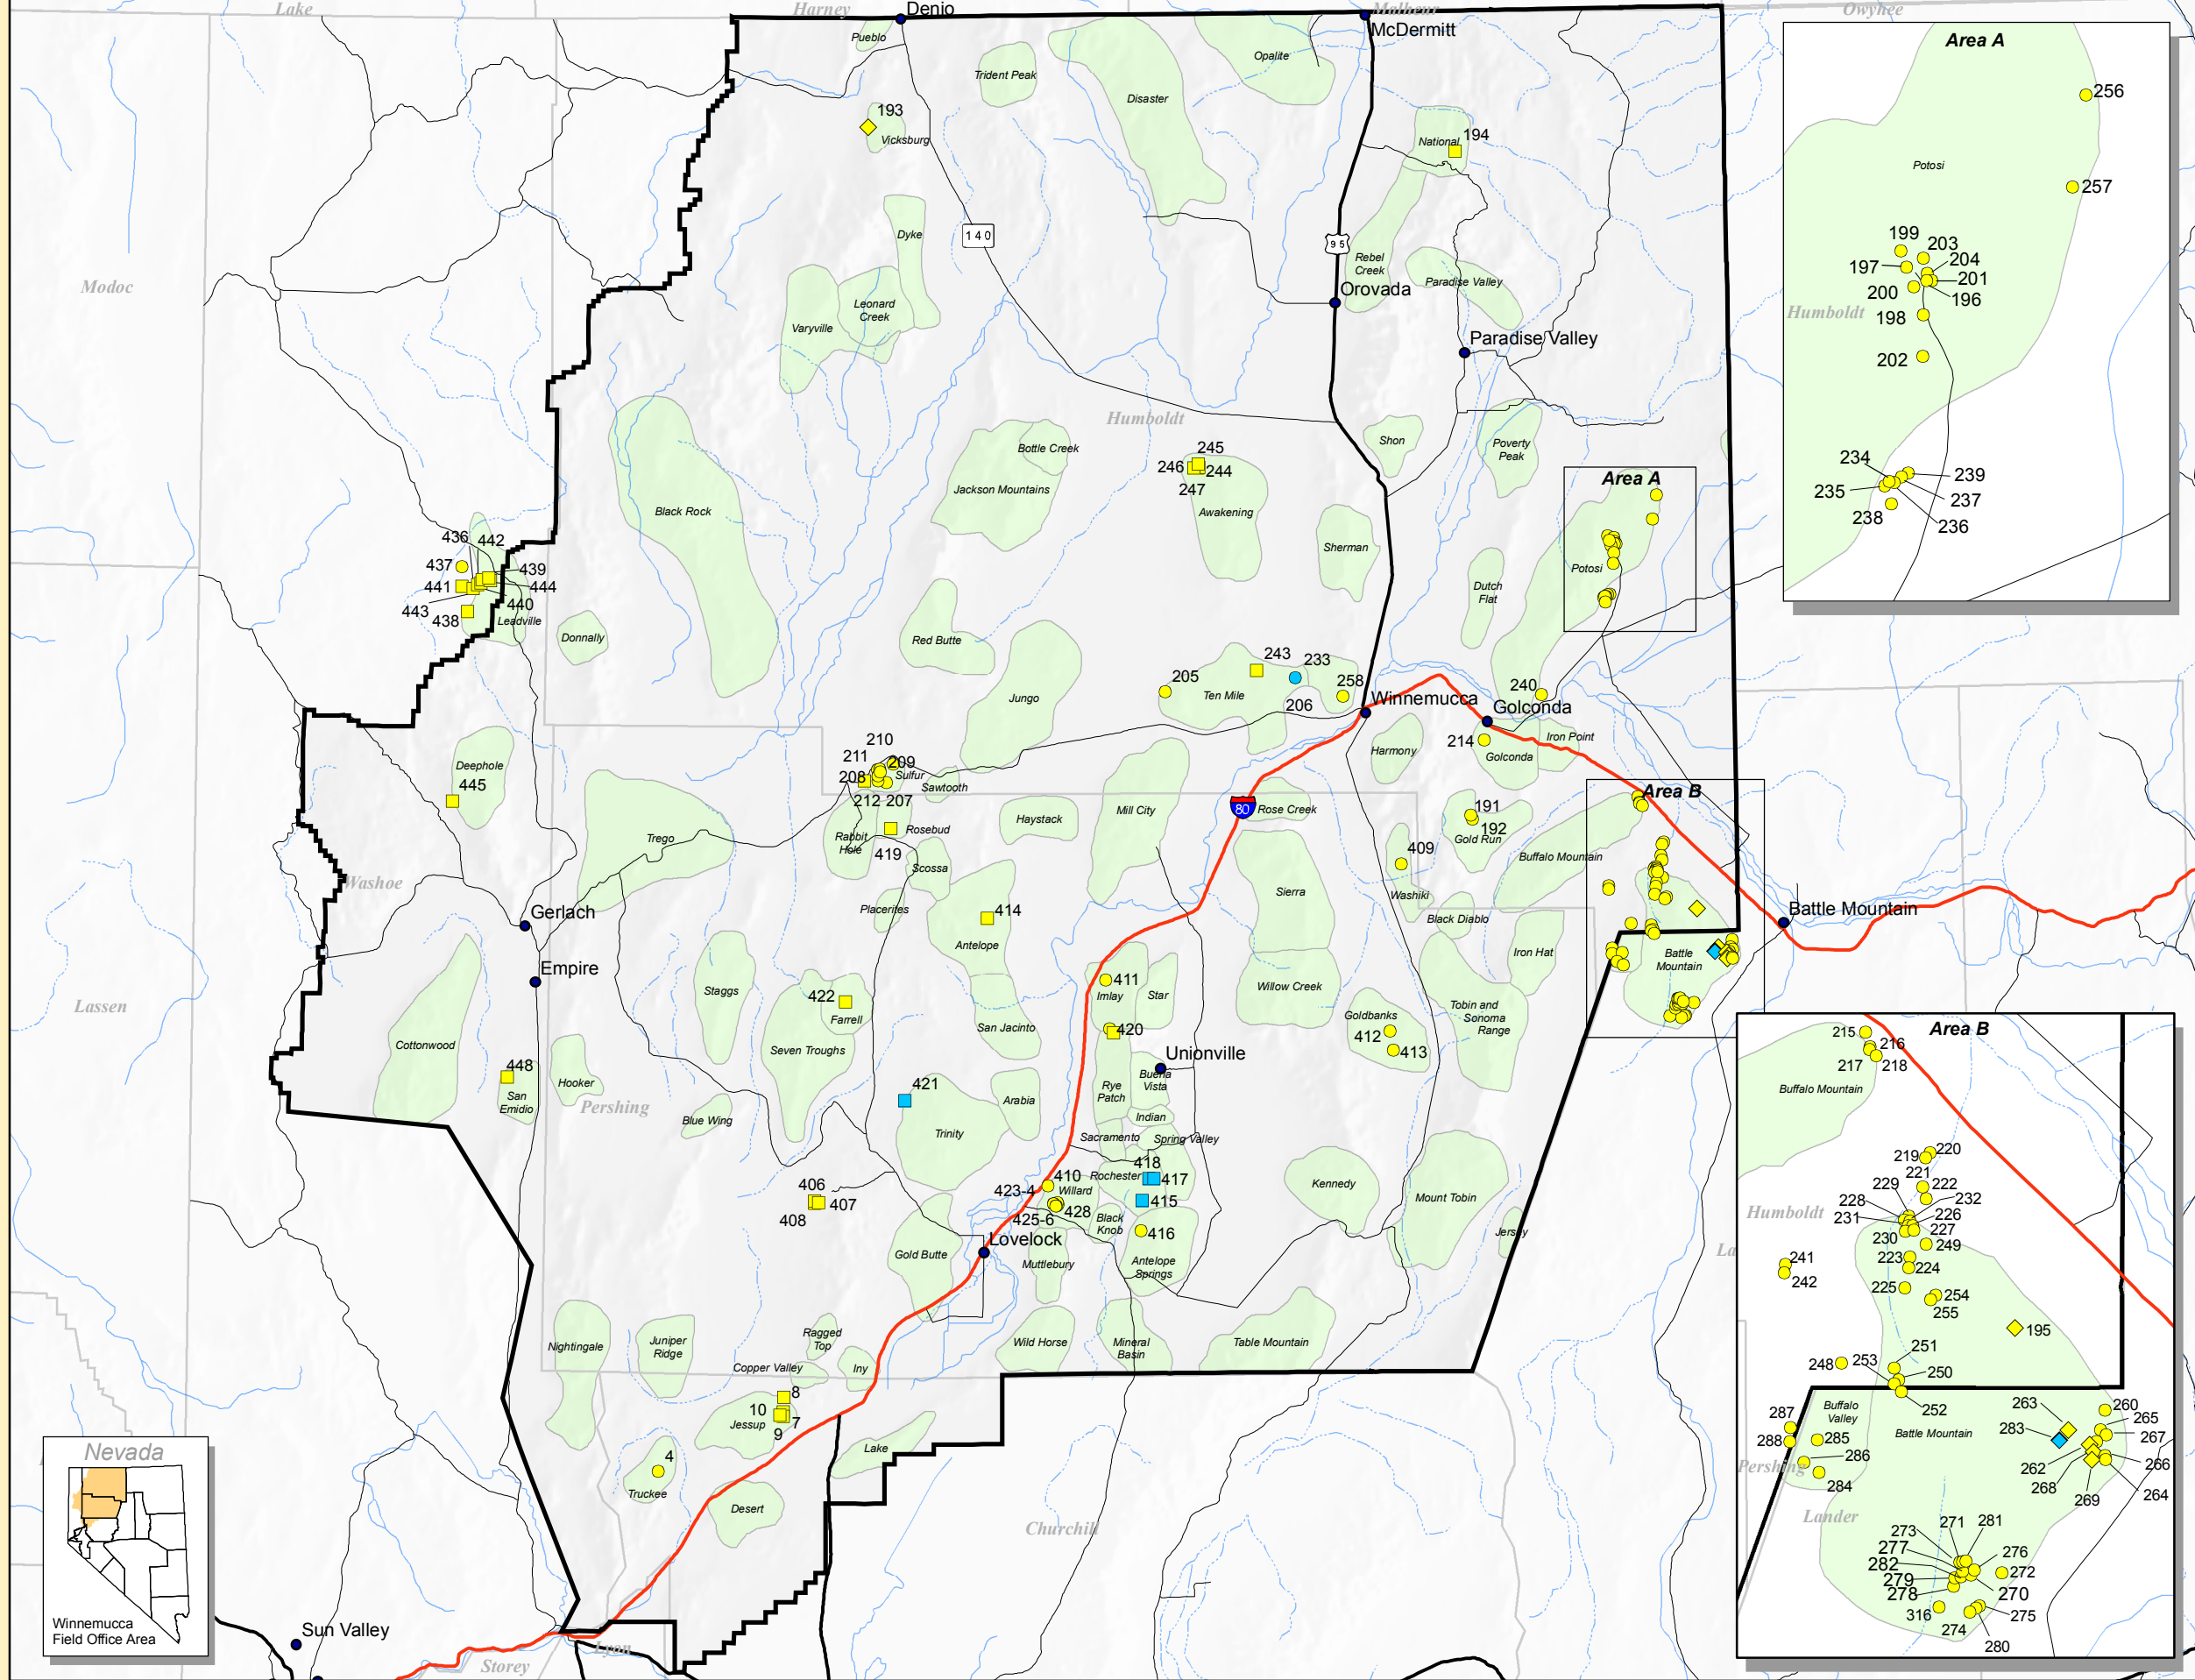 Lake
Harney
Denio
Malheur
McDermitt
Owyhee
Pueblo
Trident Peak
Opalite
Disaster
193
Vicksburg
National
194
Dyke
140
95
Rebel
Creek
Orovada
Paradise Valley
Modoc
Leonard
Creek
Varyville
Paradise Valley
Humboldt
Shon
Poverty
Peak
Bottle Creek
Jackson Mountains
245
246
244
247
Awakening
Black Rock
Sherman
Area A
Potosi
Dutch
Flat
436
442
437
439
441
444
443
440
438
Leadville
Donnally
Red Butte
Jungo
243
233
205
Ten Mile
258
206
Winnemucca
240
Golconda
214
Iron Point
Golconda
Harmony
Deephole
445
210
211
209
208
Sulfur
212
207
Sawtooth
Rabbit
Hole
Rosebud
419
Haystack
Mill City
80
Rose Creek
191
192
Gold Run
Area B
Trego
Scossa
Placerites
409
Washiki
Buffalo Mountain
Sierra
Black Diablo
Washoe
Gerlach
Empire
414
Antelope
Battle Mountain
Iron Hat
Battle
Mountain
Lassen
Staggs
422
Farrell
Seven Troughs
San Jacinto
411
Imlay
Star
Willow Creek
Tobin and
Sonoma
Range
Goldbanks
412
413
420
Cottonwood
448
San
Emidio
Hooker
Pershing
Blue Wing
421
Arabia
Trinity
Unionville
Buena
Vista
Rye
Patch
Indian
Sacramento
Spring Valley
418
Rochester
417
415
410
423-4
Willard
428
425-6
Black
Knob
416
Lovelock
Muttlebury
Antelope
Springs
406
407
408
Gold Butte
Kennedy
Mount Tobin
Jersey
Nightingale
Juniper
Ridge
Ragged
Top
Copper Valley
Iny
Wild Horse
Mineral
Basin
Table Mountain
8
10
Jessup
7
9
4
Truckee
Lake
Desert
Churchill
Nevada
Winnemucca
Field Office Area
Sun Valley
Storey
Lyon
Area A
256
Potosi
257
199
203
204
197
201
200
196
Humboldt
198
202
234
239
235
237
238
236
Area B
215
216
217
218
Buffalo Mountain
220
219
221
222
229
228
232
226
231
227
230
249
Humboldt
La
241
223
224
242
225
254
255
195
251
248
253
250
252
287
Buffalo
Valley
263
260
265
283
267
288
285
Battle Mountain
286
266
Pershing
262
284
268
264
269
Lander
271
281
273
277
276
282
272
279
278
270
316
275
274
280